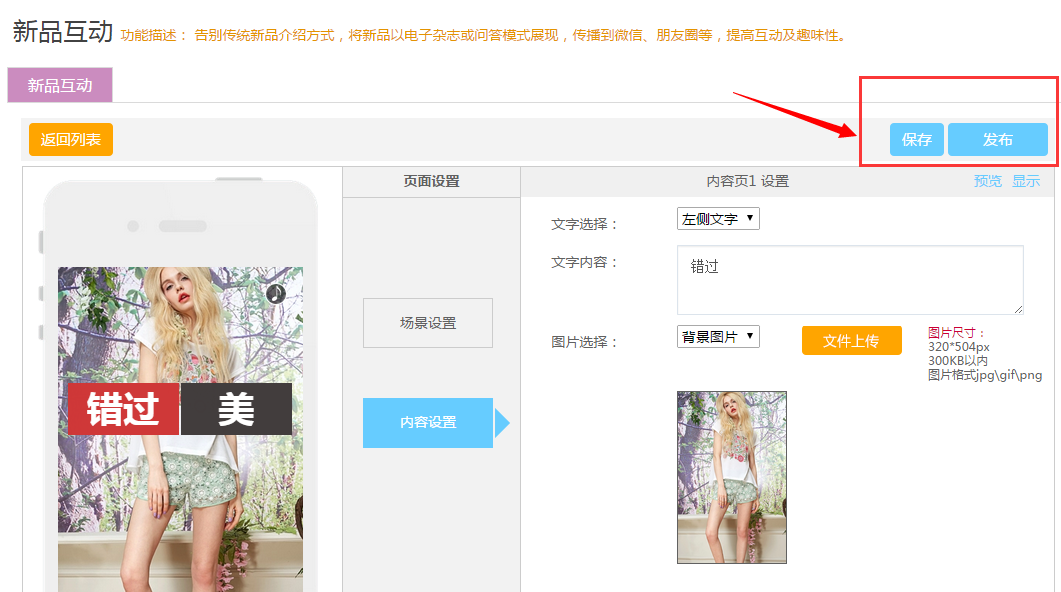 新品互动 功能描述： 告别传统新品介绍方式，将新品以电子杂志或问答模式展现，传播到微信、朋友圈等，提高互动及趣味性。
新品互动
返回列表 保存 发布
页面设置 内容页1 设置 预览 显示
文字选择： 左侧文字
文字内容： 错过
场景设置
图片选择： 背景图片 文件上传 图片尺寸：
320*504px
300KB以内
图片格式jpg\gif\png
错过 美
内容设置